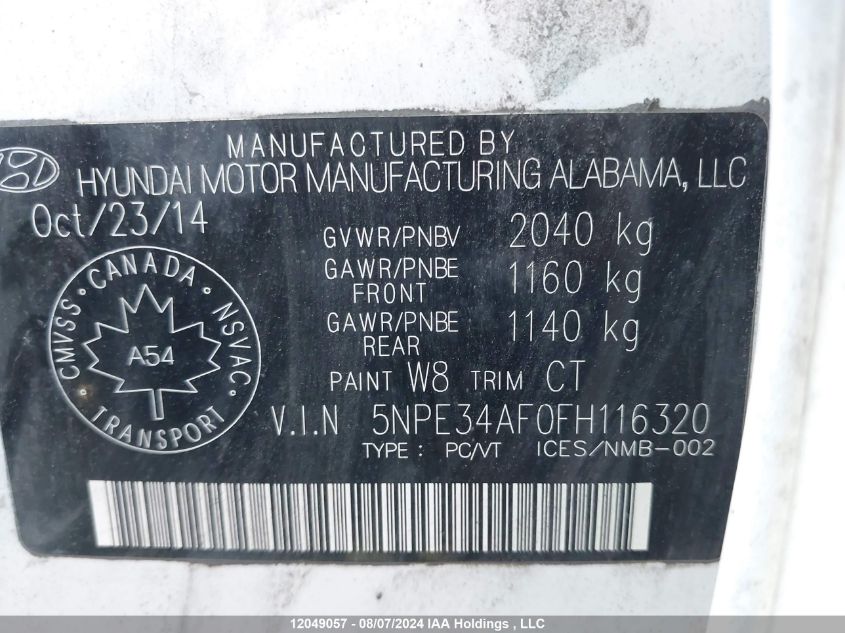 MANUFACTURED BY
HYUNDAI MOTOR MANUFACTURING ALABAMA, LLC
Oct/23/14
GVWR/PNBV 2040 kg
GAWR/PNBE FRONT 1160 kg
GAWR/PNBE REAR 1140 kg
PAINT W8 TRIM CT
CMVSS · CANADA · NSVAC · TRANSPORT ·
A54
V.I.N 5NPE34AF0FH116320
TYPE : PC/VT ICES/NMB-002
12049057 - 08/07/2024 IAA Holdings , LLC